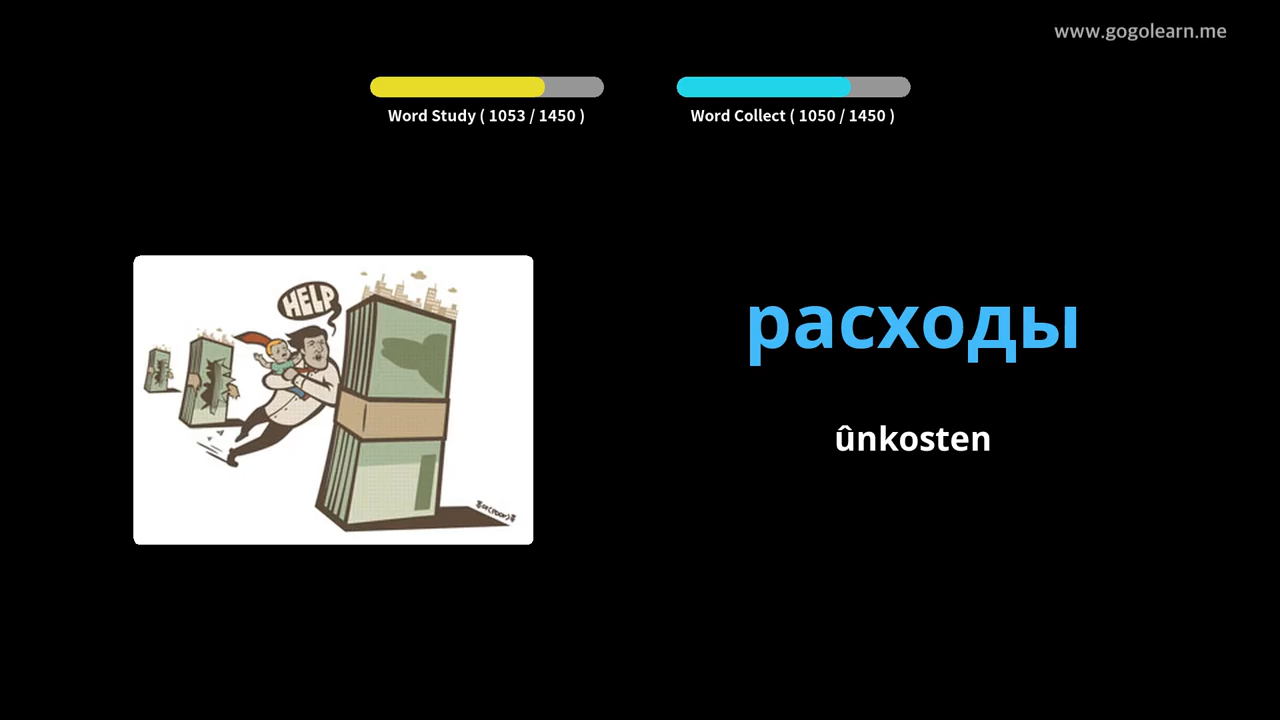 www.gogolearn.me
Word Study ( 1053 / 1450 )
Word Collect ( 1050 / 1450 )
HELP
расходы
ûnkosten